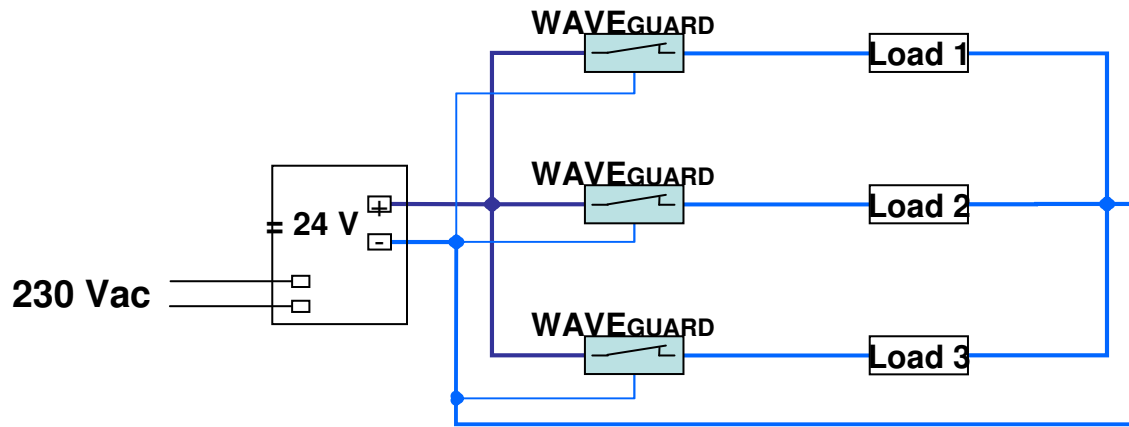 WAVEGUARD
Load 1
WAVEGUARD
Load 2
+
= 24 V
-
230 Vac
WAVEGUARD
Load 3